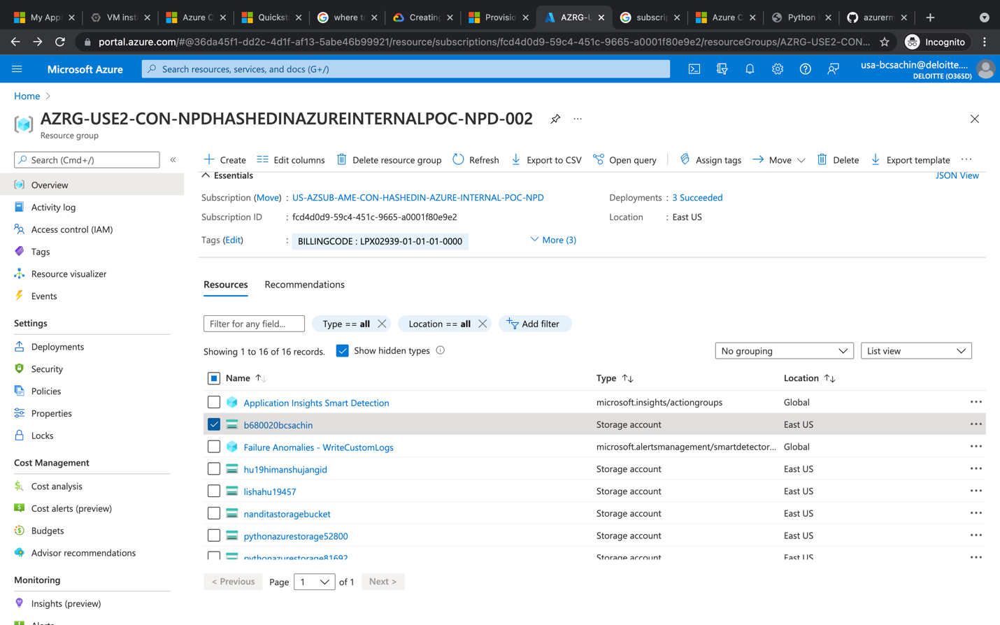 My App
VM inst
Azure C
Quickst
where t
Creating
Provisio
AZRG-U
subscrip
Azure C
Python
azurerm
portal.azure.com/#@36da45f1-dd2c-4d1f-af13-5abe46b99921/resource/subscriptions/fcd4d0d9-59c4-451c-9665-a0001f80e9e2/resourceGroups/AZRG-USE2-CON...
Incognito
Microsoft Azure
Search resources, services, and docs (G+/)
usa-bcsachin@deloitte....
DELOITTE (O365D)
Home
AZRG-USE2-CON-NPDHASHEDINAZUREINTERNALPOC-NPD-002
Resource group
Search (Cmd+/)
Overview
Activity log
Access control (IAM)
Tags
Resource visualizer
Events
Settings
Deployments
Security
Policies
Properties
Locks
Cost Management
Cost analysis
Cost alerts (preview)
Budgets
Advisor recommendations
Monitoring
Insights (preview)
Alerts
Create Edit columns Delete resource group Refresh Export to CSV Open query Assign tags Move Delete Export template
Essentials JSON View
Subscription (Move) : US-AZSUB-AME-CON-HASHEDIN-AZURE-INTERNAL-POC-NPD Deployments : 3 Succeeded
Subscription ID : fcd4d0d9-59c4-451c-9665-a0001f80e9e2 Location : East US
Tags (Edit) : BILLINGCODE : LPX02939-01-01-01-0000 More (3)
Resources Recommendations
Filter for any field... Type == all Location == all Add filter
Showing 1 to 16 of 16 records. Show hidden types No grouping List view
Name Type Location
Application Insights Smart Detection microsoft.insights/actiongroups Global
b680020bcsachin Storage account East US
Failure Anomalies - WriteCustomLogs microsoft.alertsmanagement/smartdetector... Global
hu19himanshujangid Storage account East US
lishahu19457 Storage account East US
nanditastoragebucket Storage account East US
pythonazurestorage52800 Storage account East US
pythonazurestorage81692 Storage account East US
< Previous Page 1 of 1 Next >